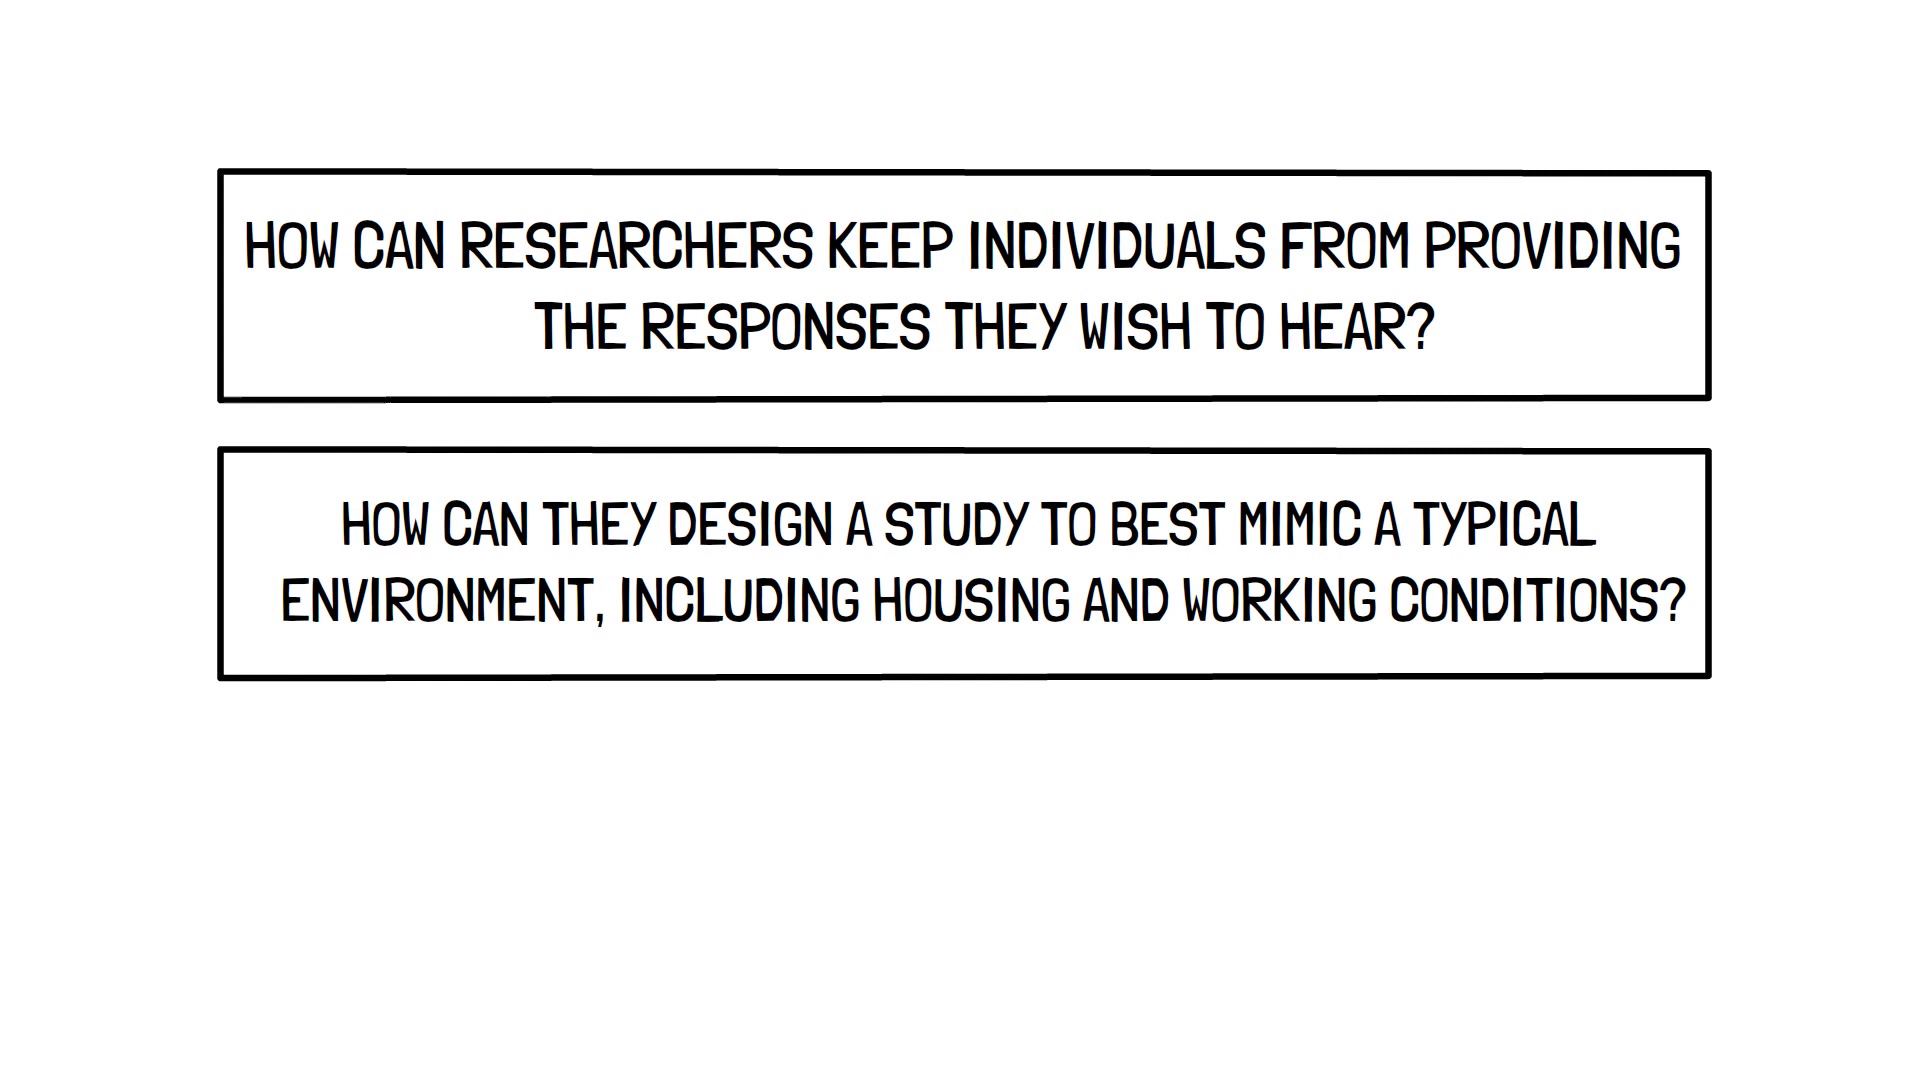 HOW CAN RESEARCHERS KEEP INDIVIDUALS FROM PROVIDING
THE RESPONSES THEY WISH TO HEAR?
HOW CAN THEY DESIGN A STUDY TO BEST MIMIC A TYPICAL
ENVIRONMENT, INCLUDING HOUSING AND WORKING CONDITIONS?